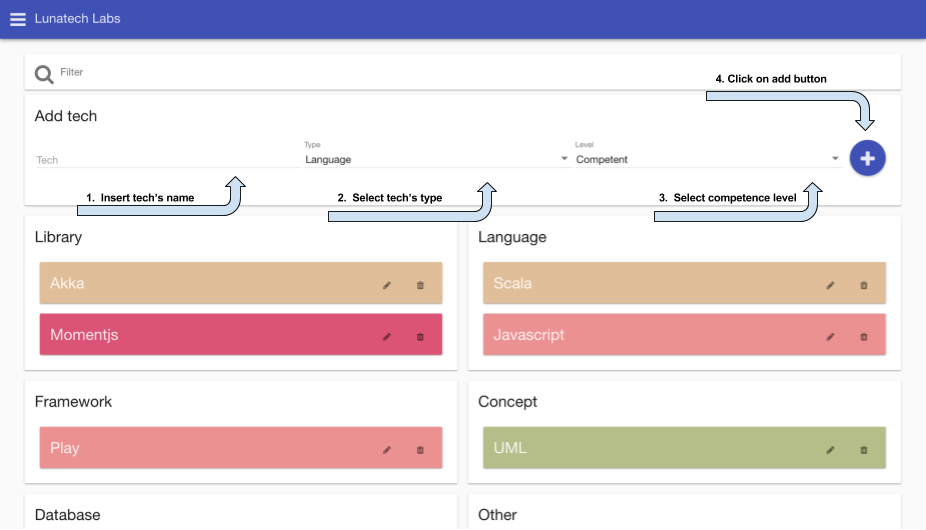 Lunatech Labs
Filter
4. Click on add button
Add tech
Type
Level
Tech
Language
Competent
1. Insert tech's name
2. Select tech's type
3. Select competence level
Library
Language
Akka
Scala
Momentjs
Javascript
Framework
Concept
Play
UML
Database
Other